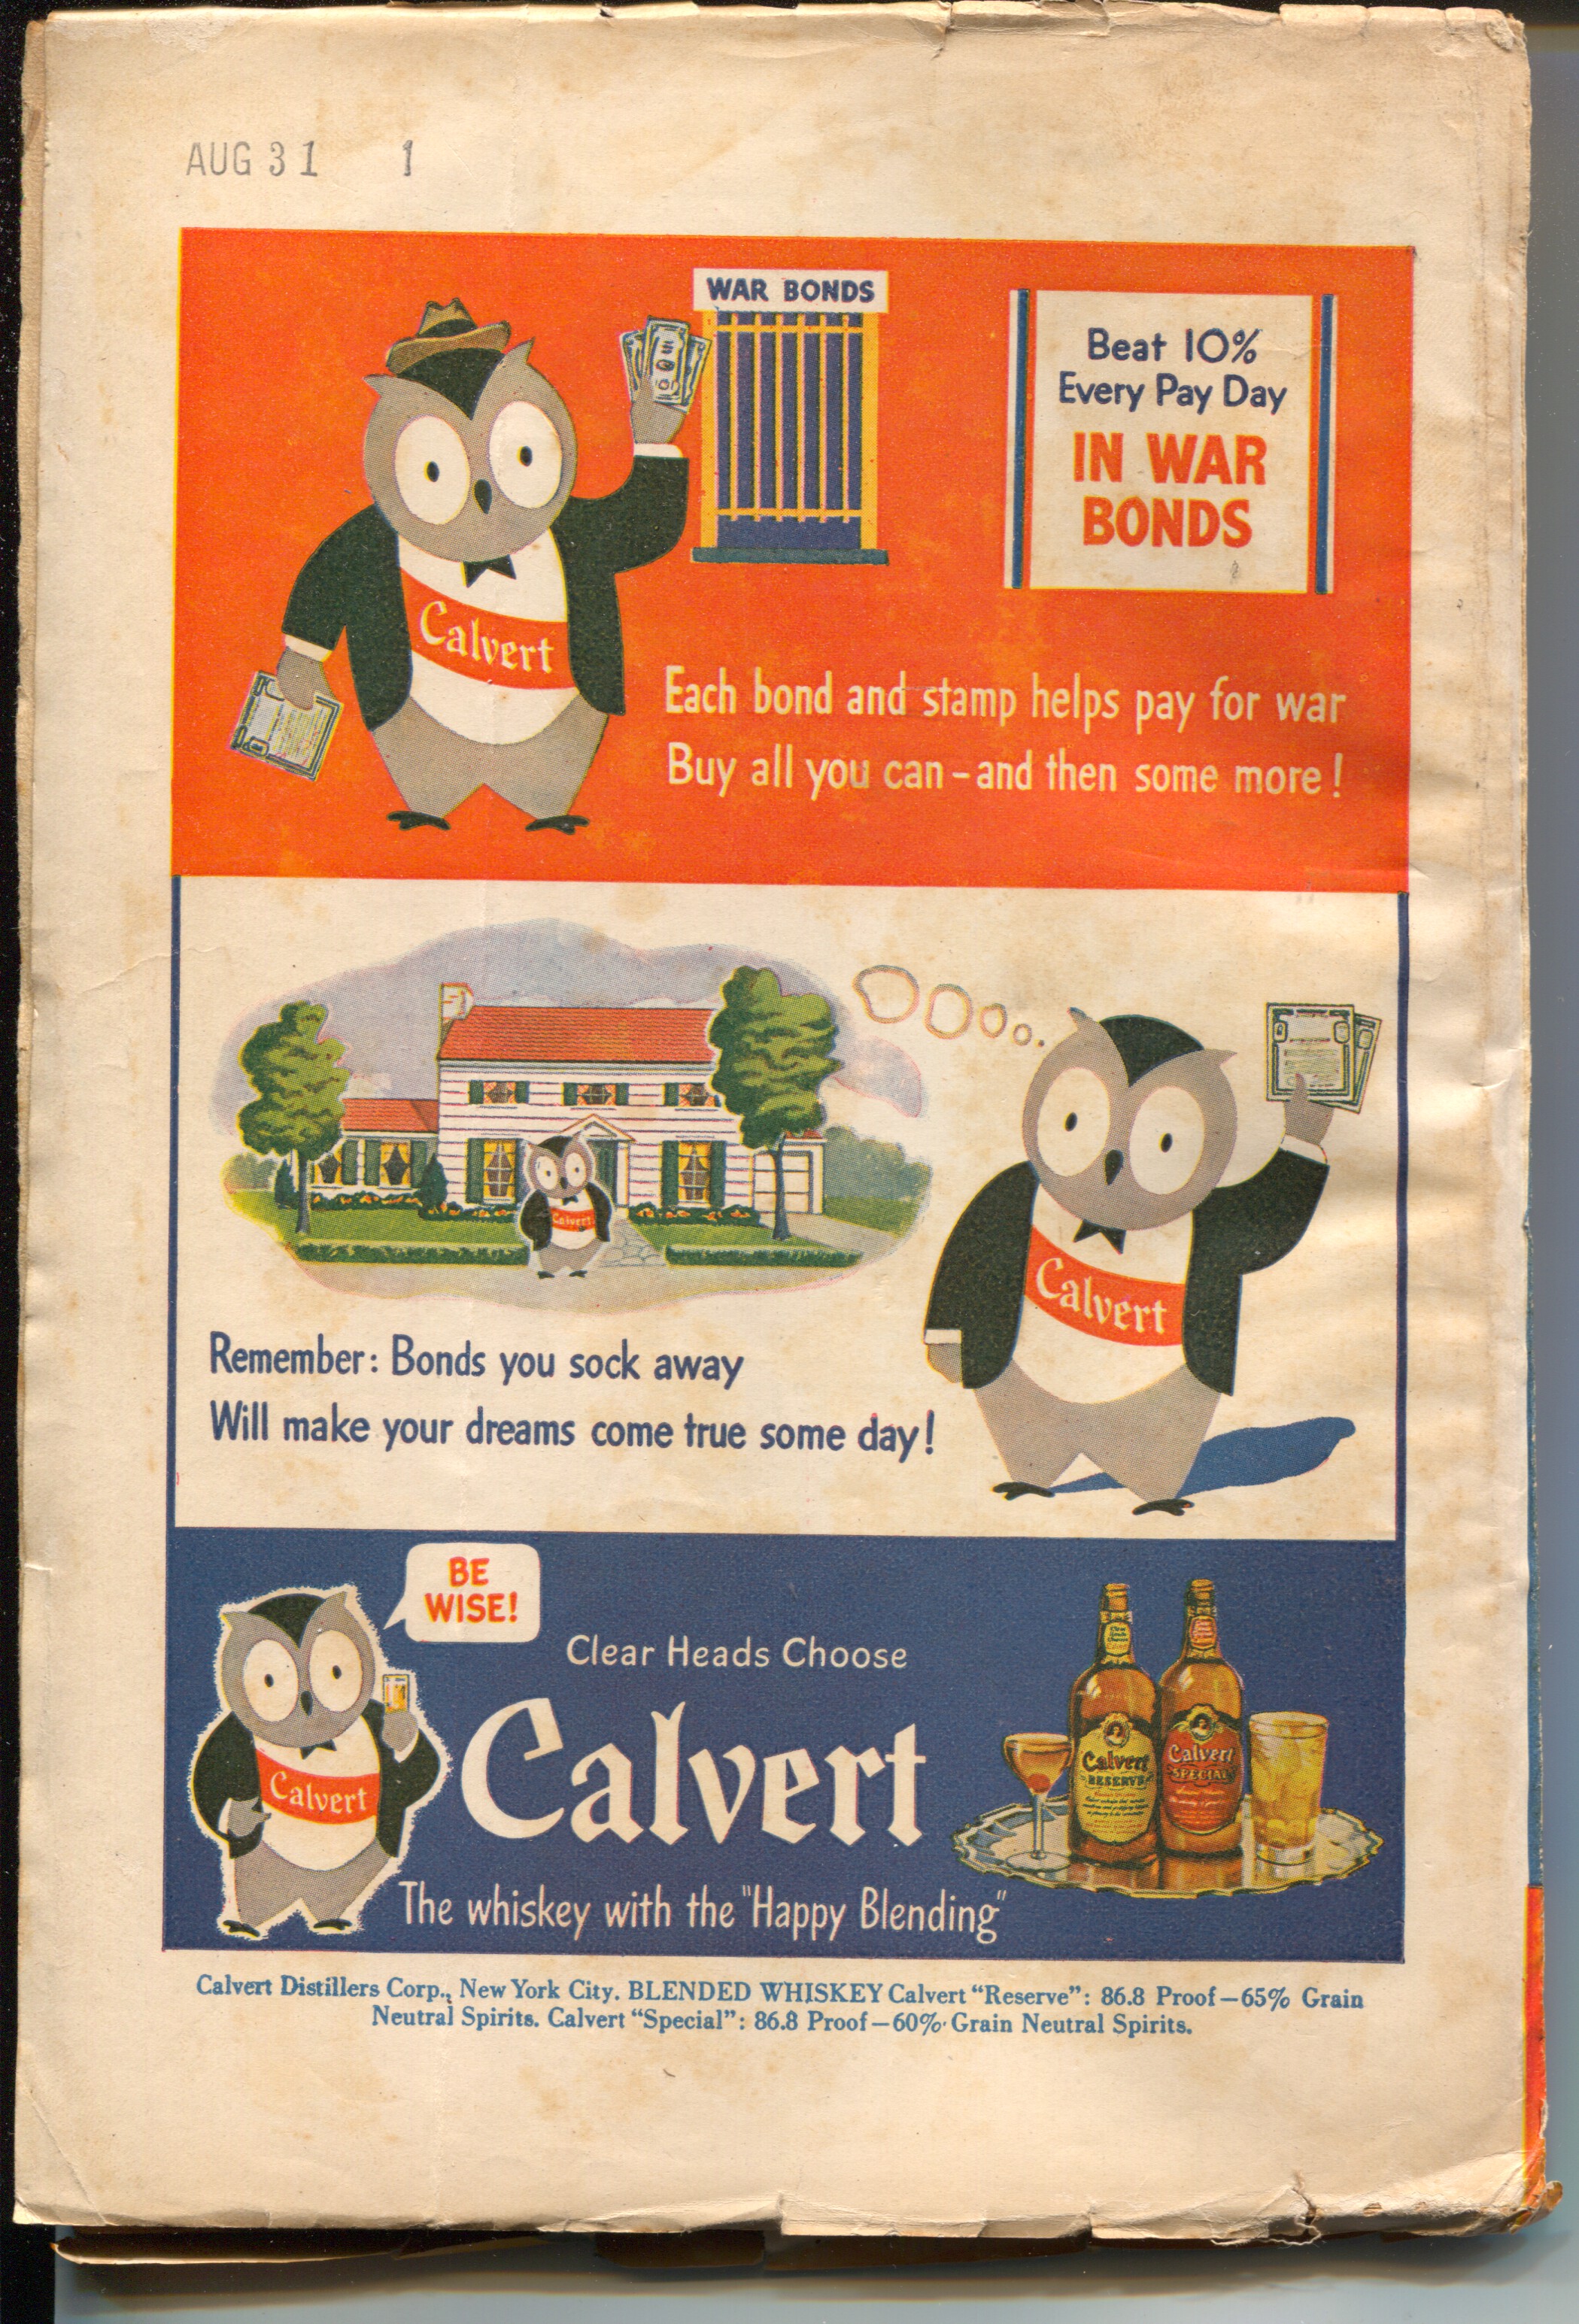 AUG 31 1
WAR BONDS
Beat 10%
Every Pay Day
IN WAR
BONDS
Calvert
Each bond and stamp helps pay for war
Buy all you can – and then some more!
Calvert
Calvert
Remember: Bonds you sock away
Will make your dreams come true some day!
BE
WISE!
Clear Heads Choose
Calvert
Calvert
Calvert
RESERVE
Calvert
SPECIAL
The whiskey with the "Happy Blending"
Calvert Distillers Corp., New York City. BLENDED WHISKEY Calvert “Reserve”: 86.8 Proof—65% Grain
Neutral Spirits. Calvert “Special”: 86.8 Proof—60% Grain Neutral Spirits.